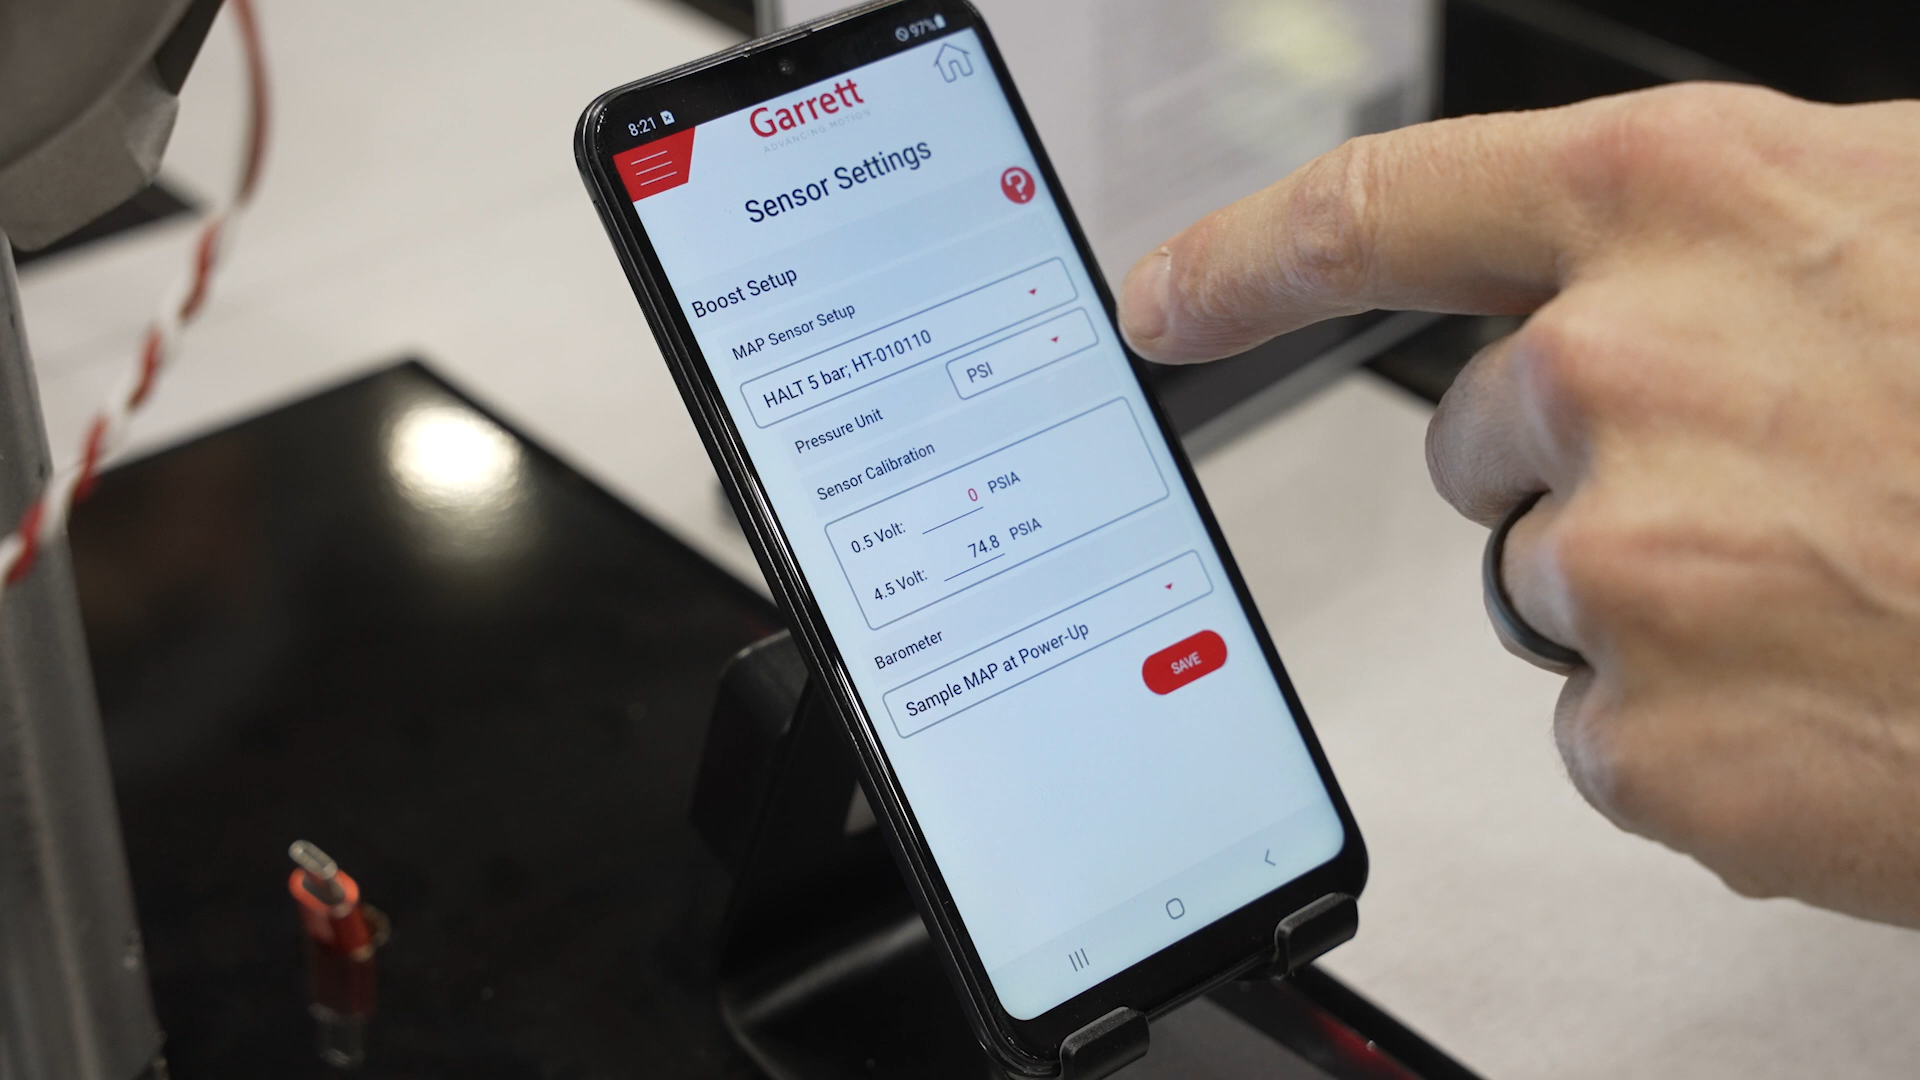 8:21
97%
Garrett
ADVANCING MOTION
Sensor Settings
?
Boost Setup
MAP Sensor Setup
HALT 5 bar; HT-010110
Pressure Unit
PSI
Sensor Calibration
0.5 Volt: 0 PSIA
4.5 Volt: 74.8 PSIA
Barometer
Sample MAP at Power-Up
SAVE